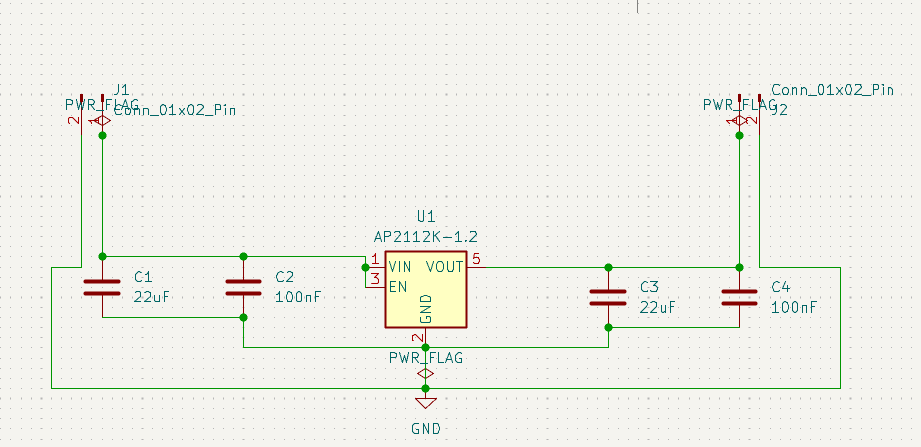 J1
PWR_FLAG
Conn_01x02_Pin
2
1
Conn_01x02_Pin
PWR_FLAG
J2
1
2
U1
AP2112K-1.2
1
VIN
VOUT
5
3
EN
GND
2
C1
22uF
C2
100nF
C3
22uF
C4
100nF
PWR_FLAG
GND